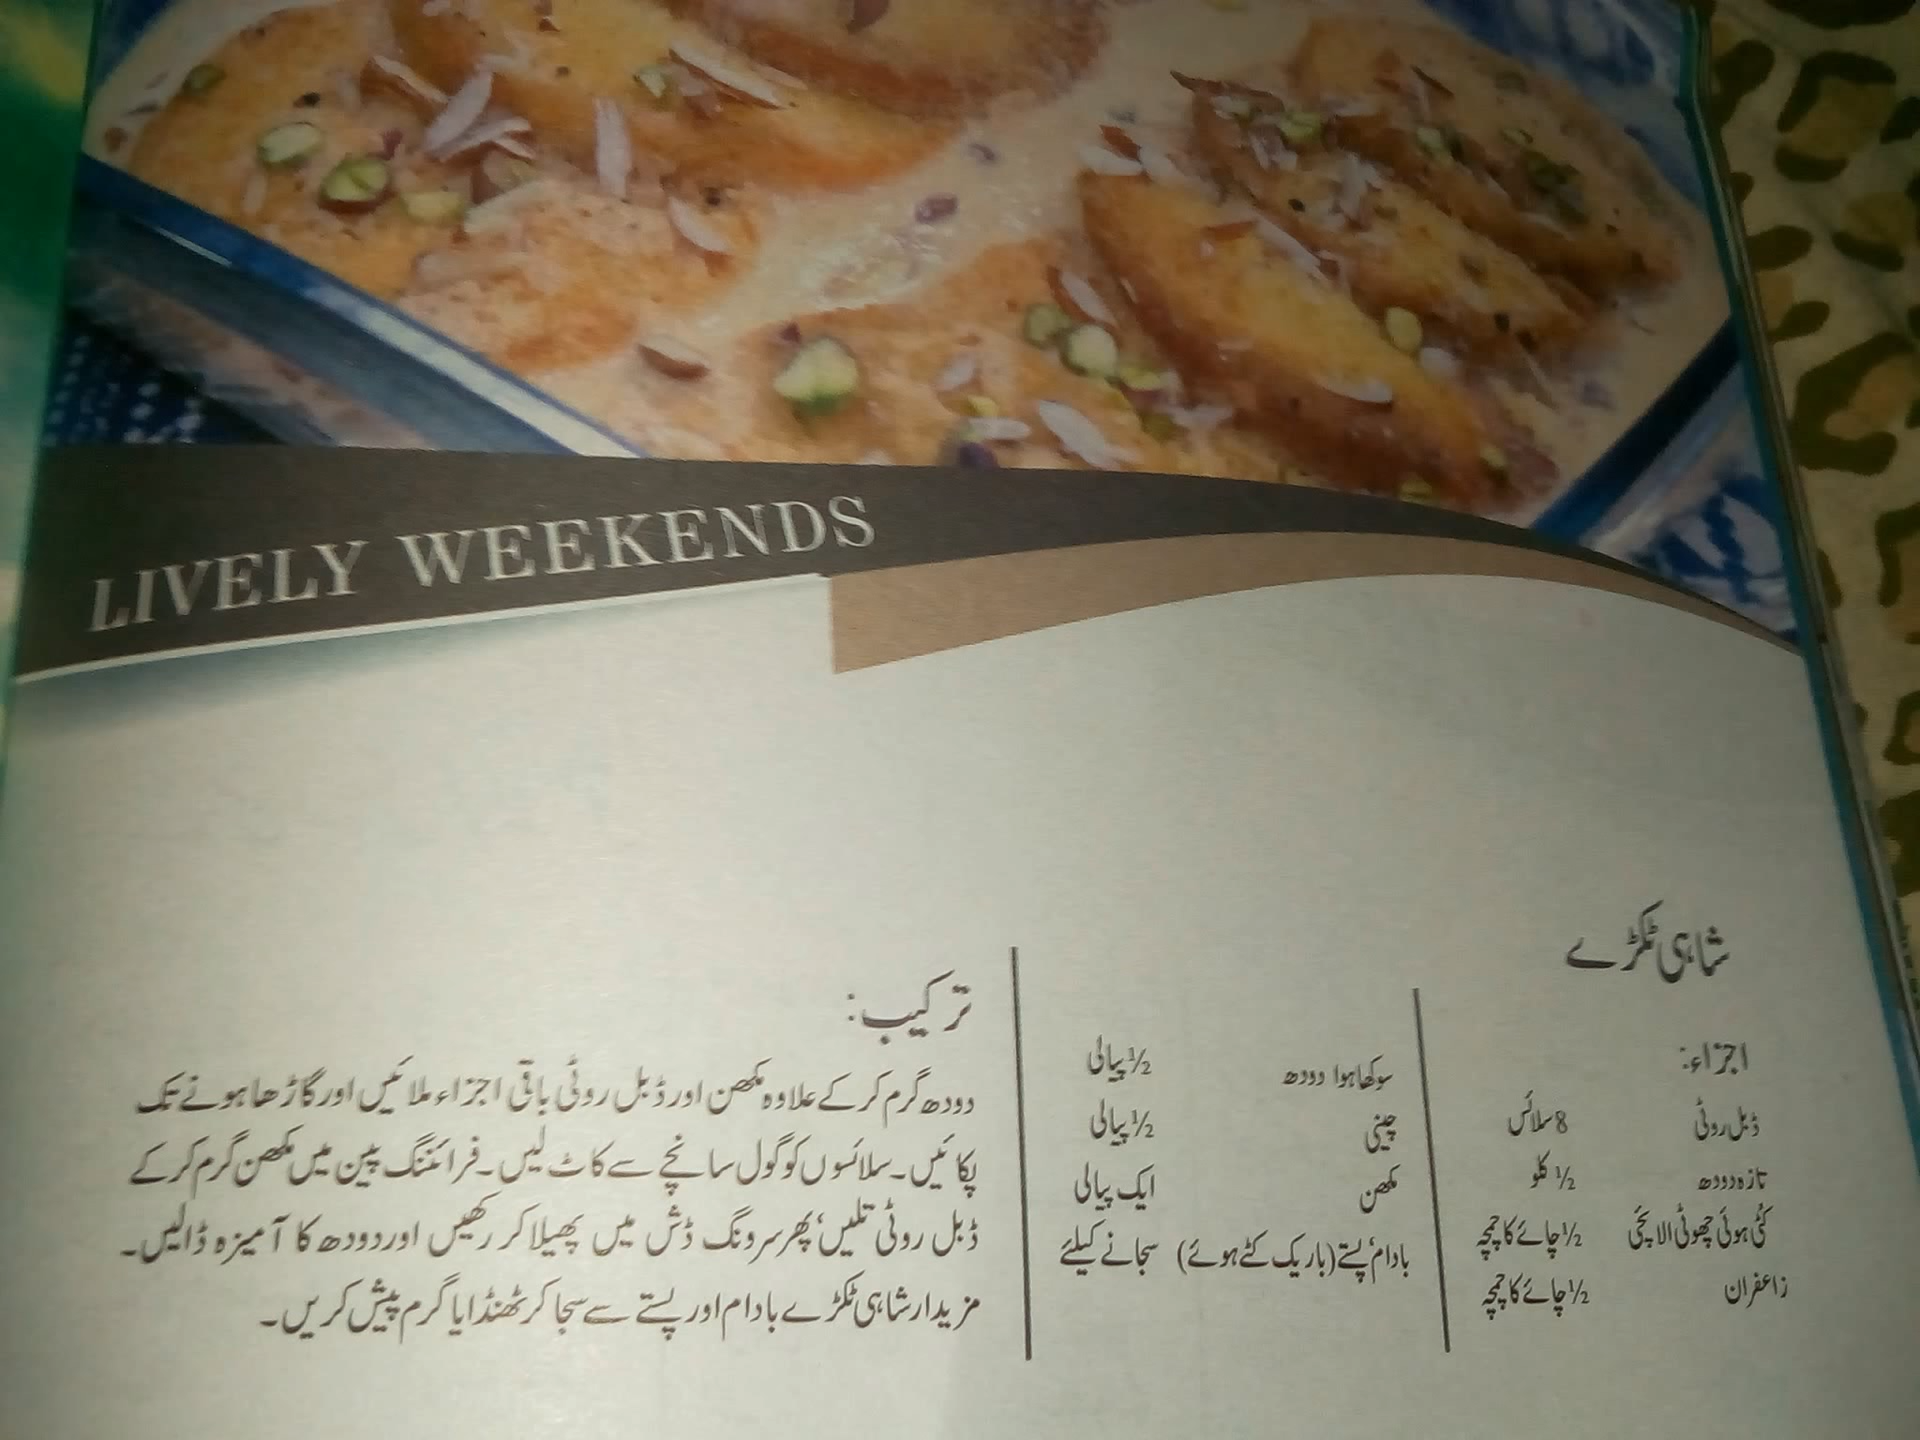 LIVELY WEEKENDS
شاہی ٹکڑے
اجزاء:
ڈبل روٹی 8 سلائس
تازہ دودھ ½ کلو
کُٹی ہوئی چھوٹی الائچی ½ چائے کا چمچہ
زاعفران ½ چائے کا چمچہ
سوکھا ہوا دودھ ½ پیالی
چینی ½ پیالی
مکھن ایک پیالی
بادام‘ پستے (باریک کٹے ہوئے) سجانے کیلئے
ترکیب:
دودھ گرم کر کے علاوہ مکھن اور ڈبل روٹی باقی اجزاء ملائیں اور گاڑھا ہونے تک
پکائیں۔ سلائسوں کو گول سانچے سے کاٹ لیں۔ فرائنگ پین میں مکھن گرم کر کے
ڈبل روٹی تلیں‘ پھر سرونگ ڈش میں پھیلا کر رکھیں اور دودھ کا آمیزہ ڈالیں۔
مزیدار شاہی ٹکڑے بادام اور پستے سے سجا کر ٹھنڈا یا گرم پیش کریں۔